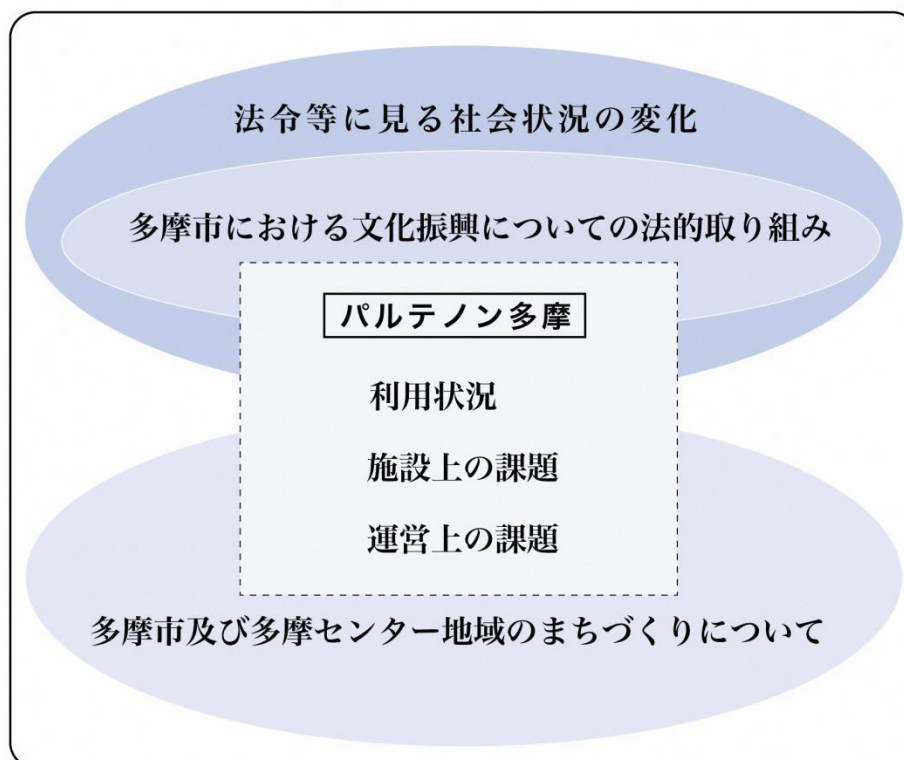 法令等に見る社会状況の変化
多摩市における文化振興についての法的取り組み
パルテノン多摩
利用状況
施設上の課題
運営上の課題
多摩市及び多摩センター地域のまちづくりについて